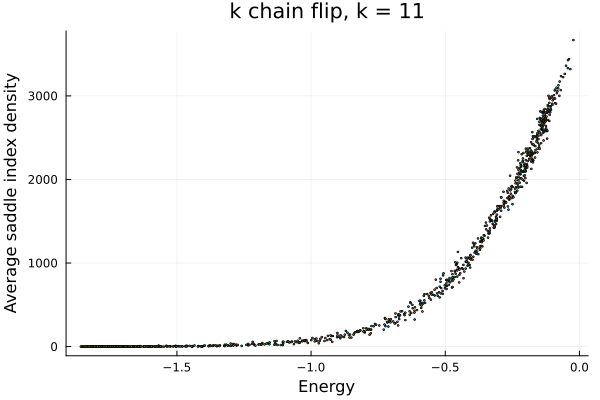 k chain flip, k = 11
Average saddle index density
3000
2000
1000
0
−1.5
−1.0
−0.5
0.0
Energy